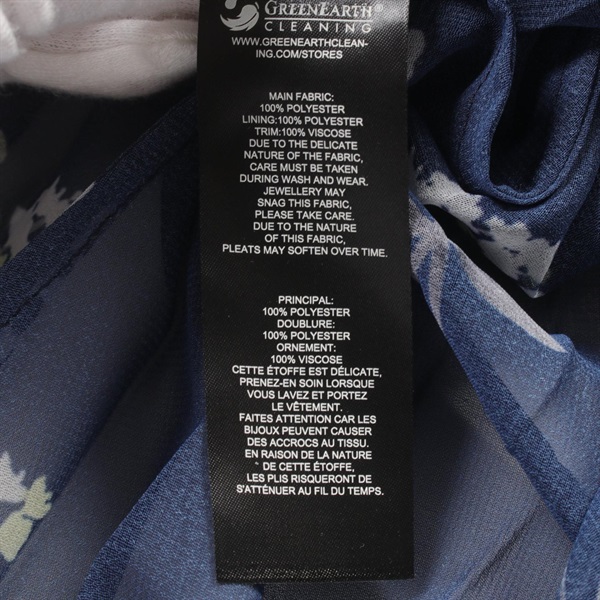 GREENEARTH®
CLEANING
WWW.GREENEARTHCLEAN-
ING.COM/STORES
MAIN FABRIC:
100% POLYESTER
LINING:100% POLYESTER
TRIM:100% VISCOSE
DUE TO THE DELICATE
NATURE OF THE FABRIC,
CARE MUST BE TAKEN
DURING WASH AND WEAR.
JEWELLERY MAY
SNAG THIS FABRIC,
PLEASE TAKE CARE.
DUE TO THE NATURE
OF THIS FABRIC,
PLEATS MAY SOFTEN OVER TIME.
PRINCIPAL:
100% POLYESTER
DOUBLURE:
100% POLYESTER
ORNEMENT:
100% VISCOSE
CETTE ÉTOFFE EST DÉLICATE,
PRENEZ-EN SOIN LORSQUE
VOUS LAVEZ ET PORTEZ
LE VÊTEMENT.
FAITES ATTENTION CAR LES
BIJOUX PEUVENT CAUSER
DES ACCROCS AU TISSU.
EN RAISON DE LA NATURE
DE CETTE ÉTOFFE,
LES PLIS RISQUERONT DE
S'ATTÉNUER AU FIL DU TEMPS.